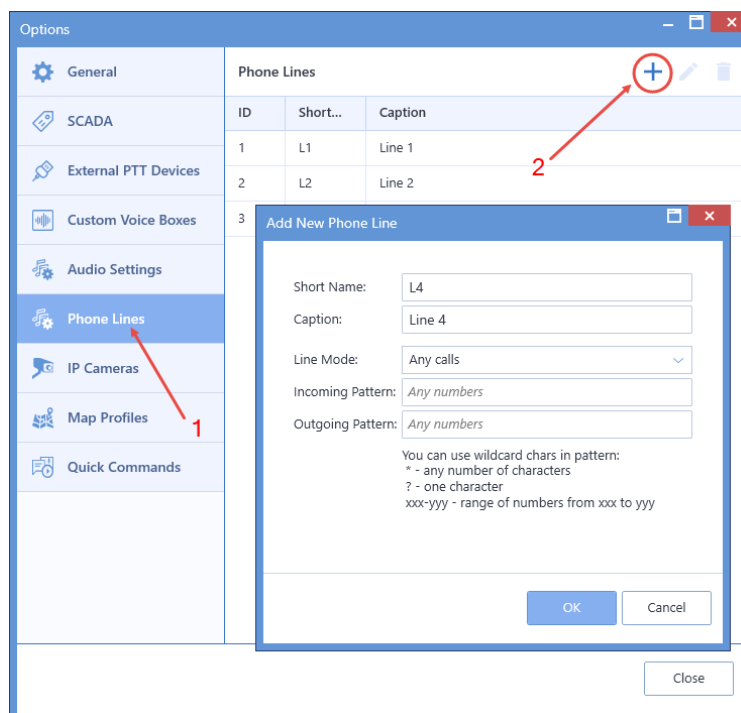 Options
General
SCADA
External PTT Devices
Custom Voice Boxes
Audio Settings
Phone Lines
IP Cameras
Map Profiles
Quick Commands
1
Phone Lines
2
ID Short... Caption
1 L1 Line 1
2 L2 Line 2
3
Add New Phone Line
Short Name: L4
Caption: Line 4
Line Mode: Any calls
Incoming Pattern: Any numbers
Outgoing Pattern: Any numbers
You can use wildcard chars in pattern:
* - any number of characters
? - one character
xxx-yyy - range of numbers from xxx to yyy
OK Cancel
Close